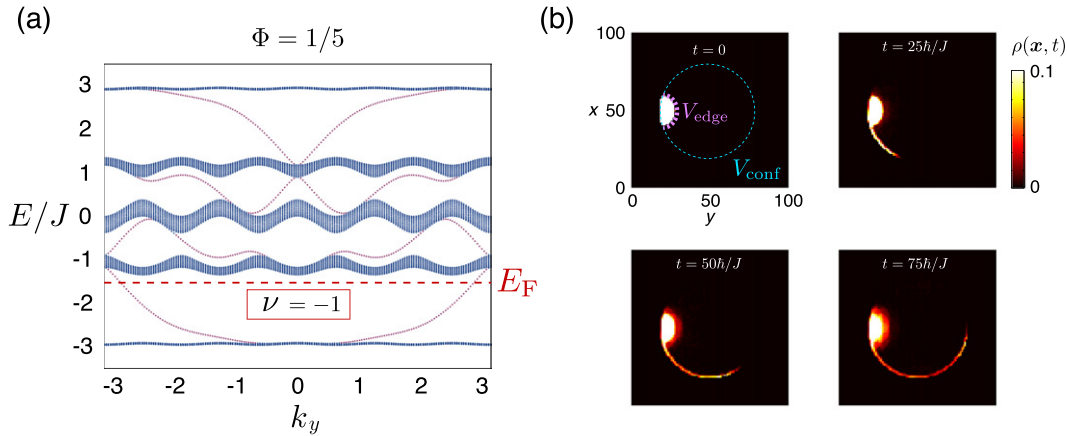 (a)
Φ = 1/5
3
2
1
0
-1
-2
-3
E/J
E_F
ν = −1
-3 -2 -1 0 1 2 3
k_y
(b)
t = 0
100
x 50
0
V_edge
V_conf
0 50 100
y
t = 25ℏ/J
ρ(x, t)
0.1
0
t = 50ℏ/J
t = 75ℏ/J